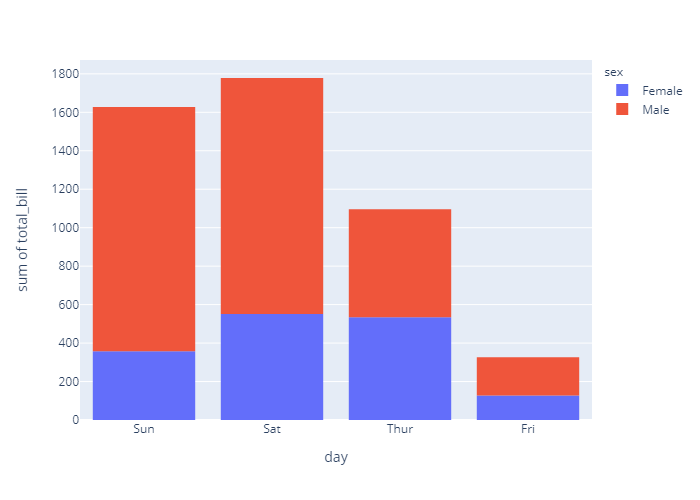 sex
Female
Male
sum of total_bill
1800
1600
1400
1200
1000
800
600
400
200
0
Sun Sat Thur Fri
day